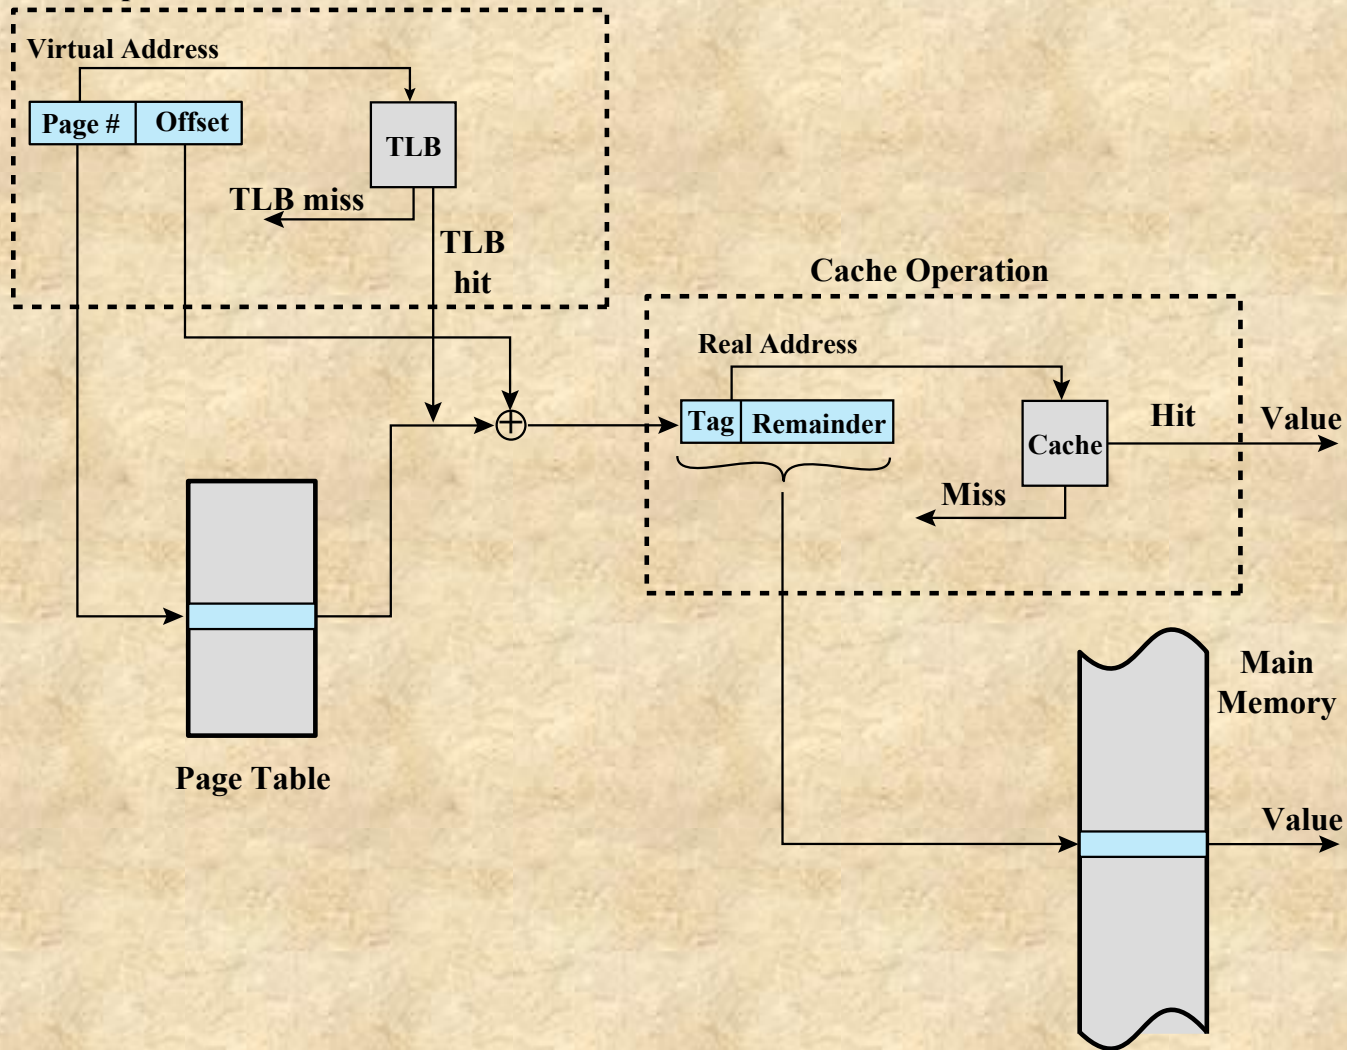 Virtual Address
Page #
Offset
TLB
TLB miss
TLB
hit
Cache Operation
Real Address
Tag
Remainder
Cache
Hit
Value
Miss
Page Table
Main
Memory
Value